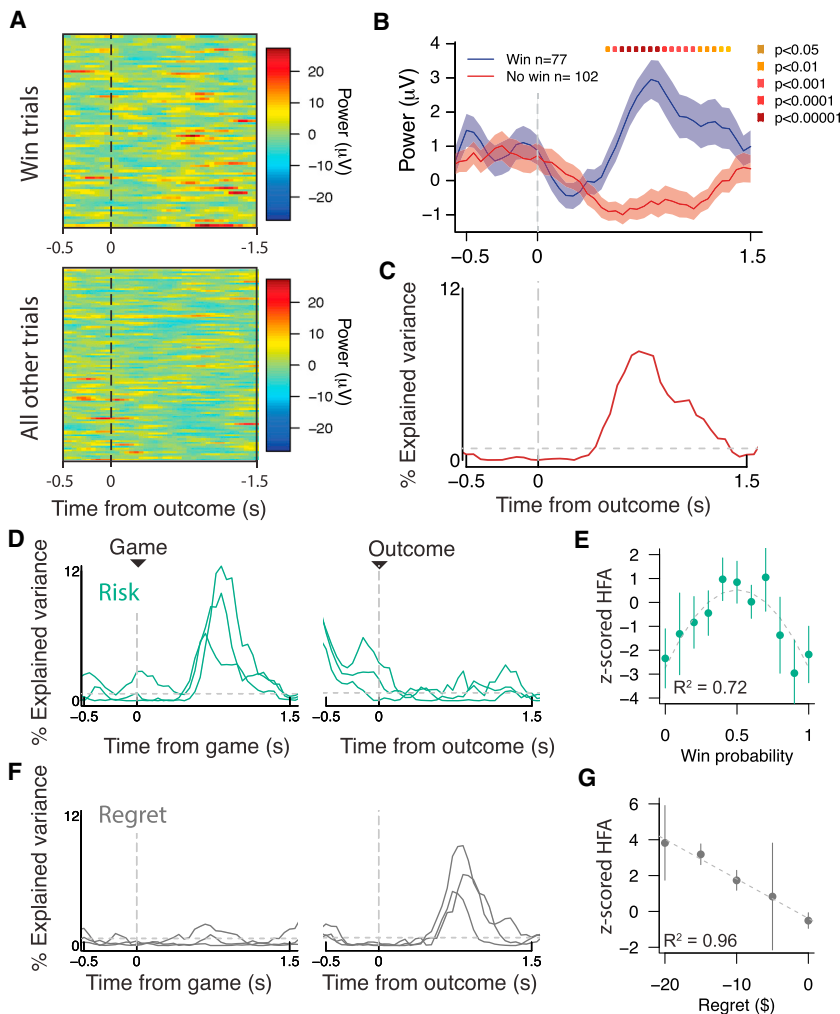 A
Win trials
20
10
0
−10
−20
Power (μV)
-0.5 0 -1.5
All other trials
20
10
0
−10
−20
Power (μV)
-0.5 0 -1.5
Time from outcome (s)
B
Power (μV)
4
3
2
1
0
−1
Win n=77
No win n= 102
p<0.05
p<0.01
p<0.001
p<0.0001
p<0.00001
−0.5 0 1.5
C
% Explained variance
12
0
−0.5 0 1.5
Time from outcome (s)
D
% Explained variance
Game
Risk
12
0
−0.5 0 1.5
Time from game (s)
Outcome
−0.5 0 1.5
Time from outcome (s)
E
z-scored HFA
2
1
0
−1
−2
−3
−4
R² = 0.72
0 0.5 1
Win probability
F
% Explained variance
Regret
12
0
−0.5 0 1.5
Time from game (s)
−0.5 0 1.5
Time from outcome (s)
G
z-scored HFA
6
4
2
0
−2
R² = 0.96
−20 −10 0
Regret ($)